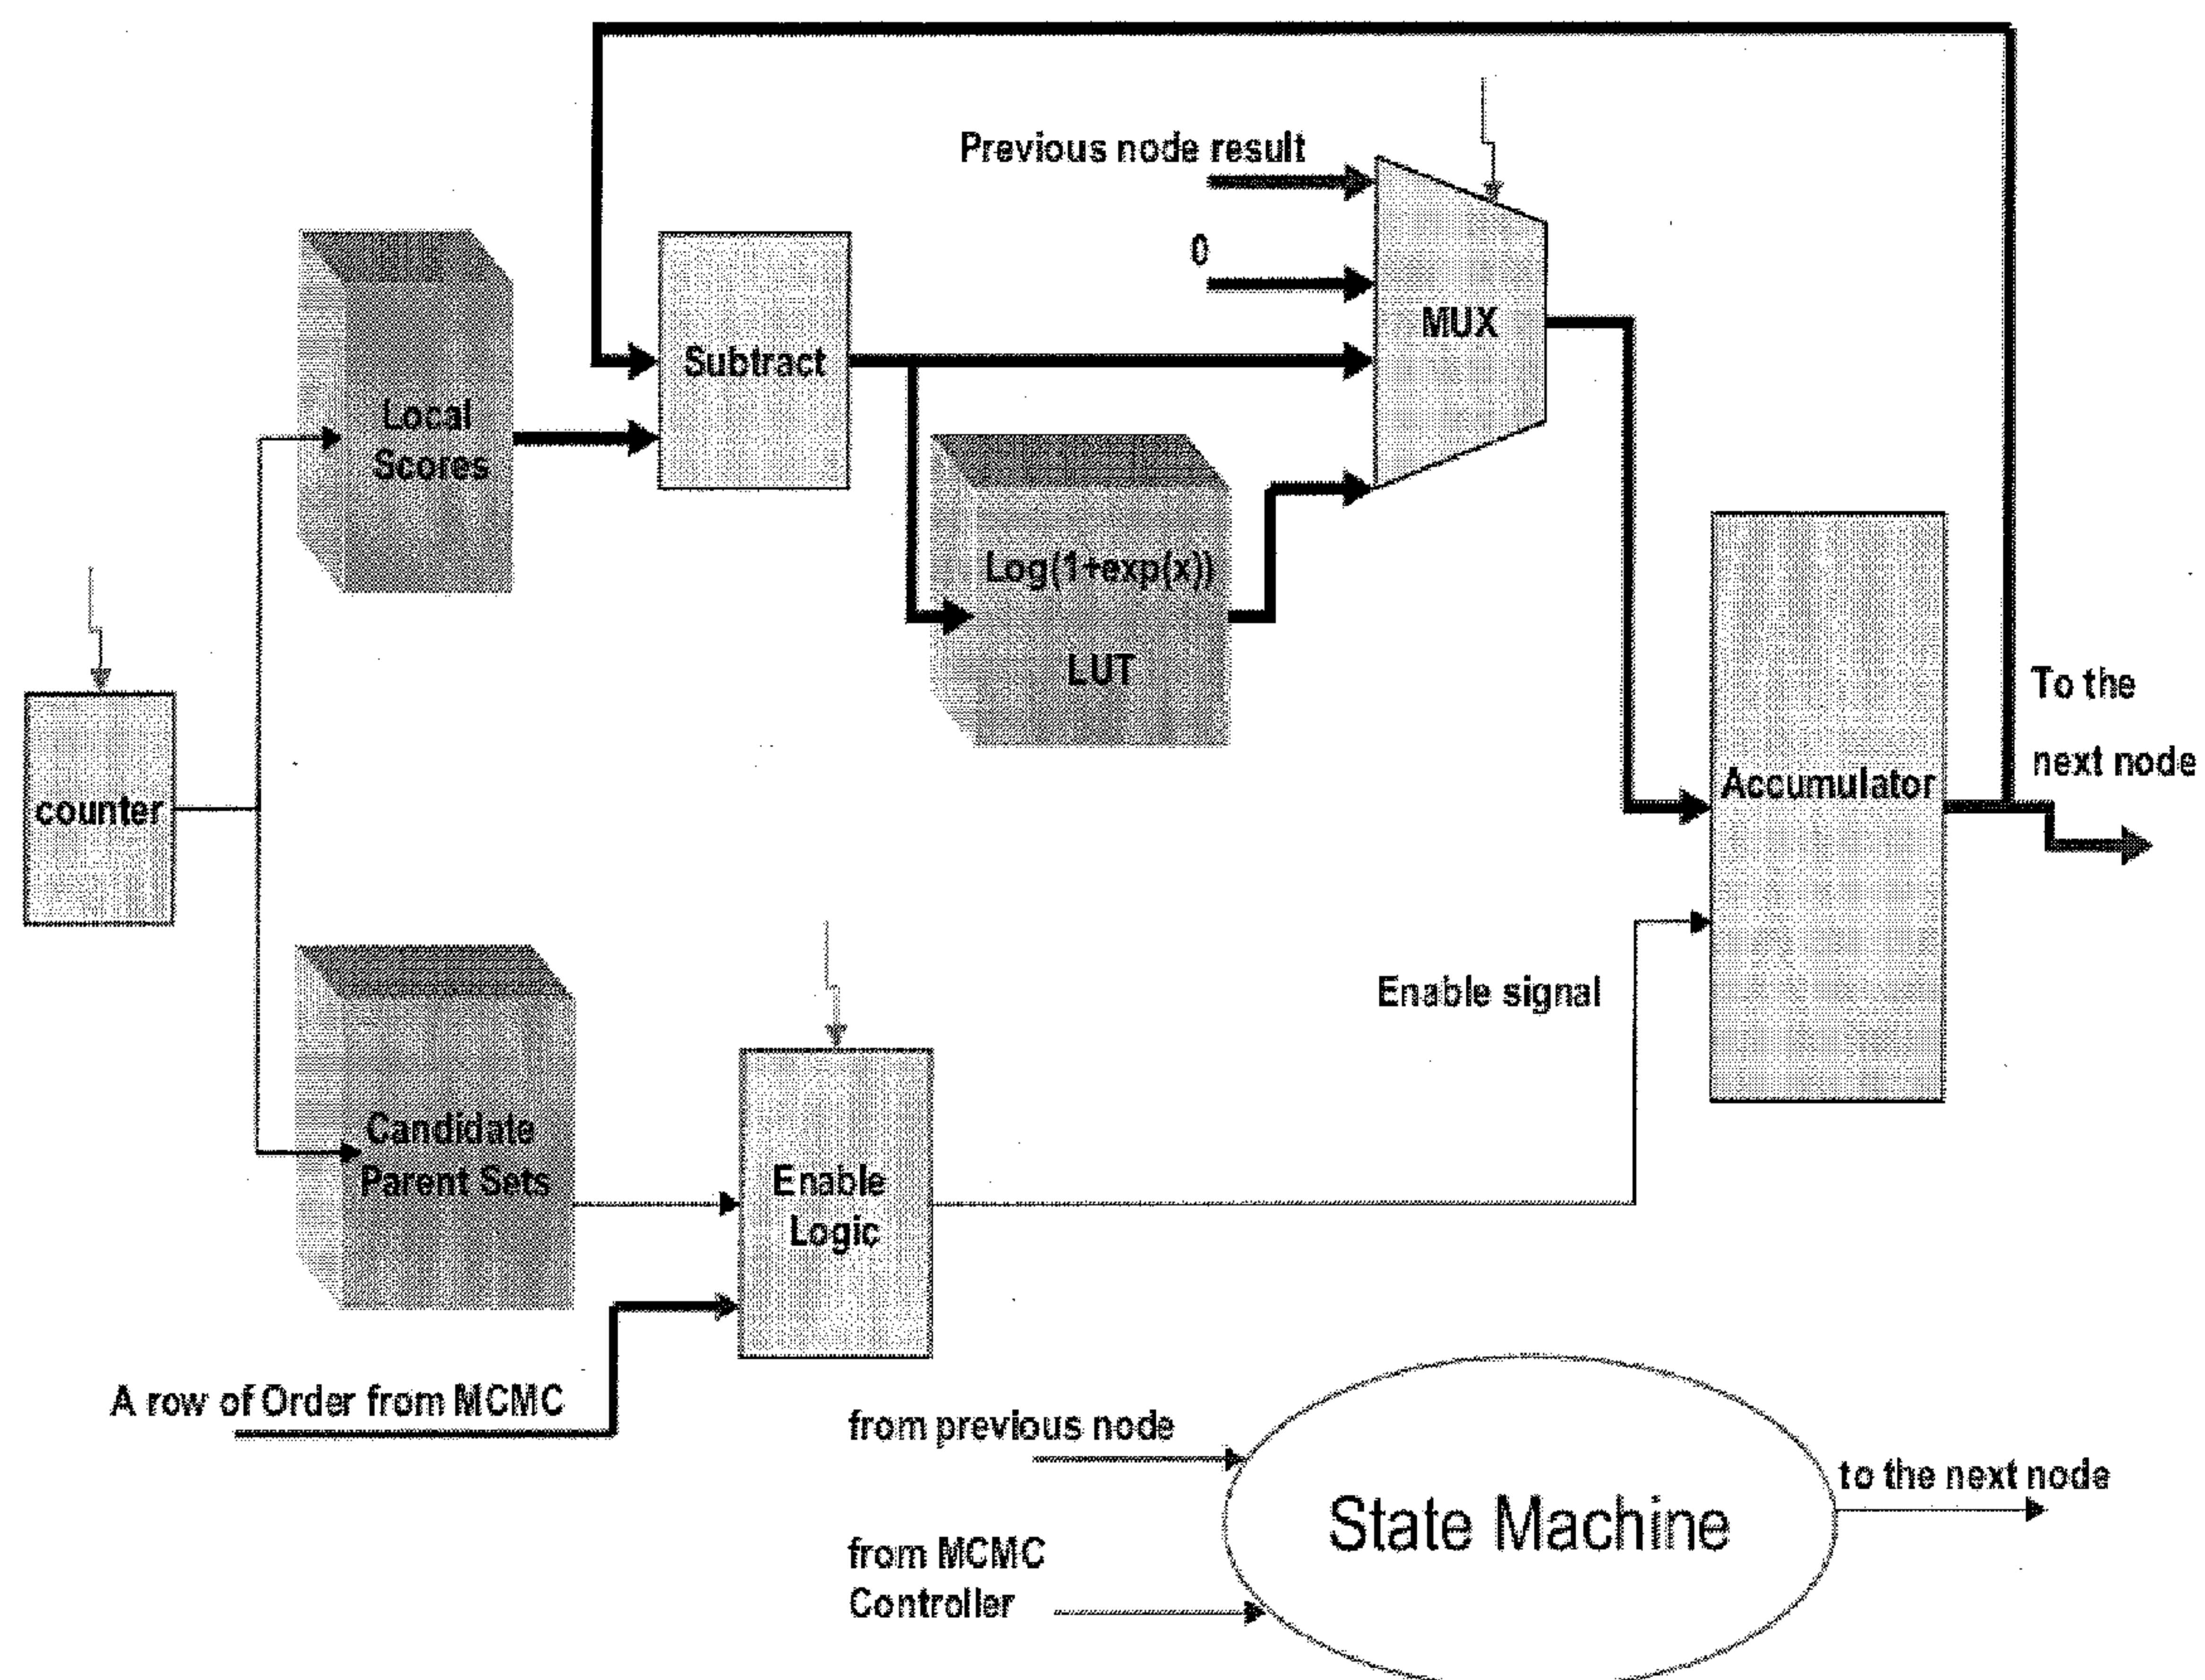 Previous node result
0
MUX
Subtract
Local
Scores
Log(1+exp(x))
LUT
To the
next node
counter
Accumulator
Enable signal
Candidate
Parent Sets
Enable
Logic
A row of Order from MCMC
from previous node
to the next node
State Machine
from MCMC
Controller